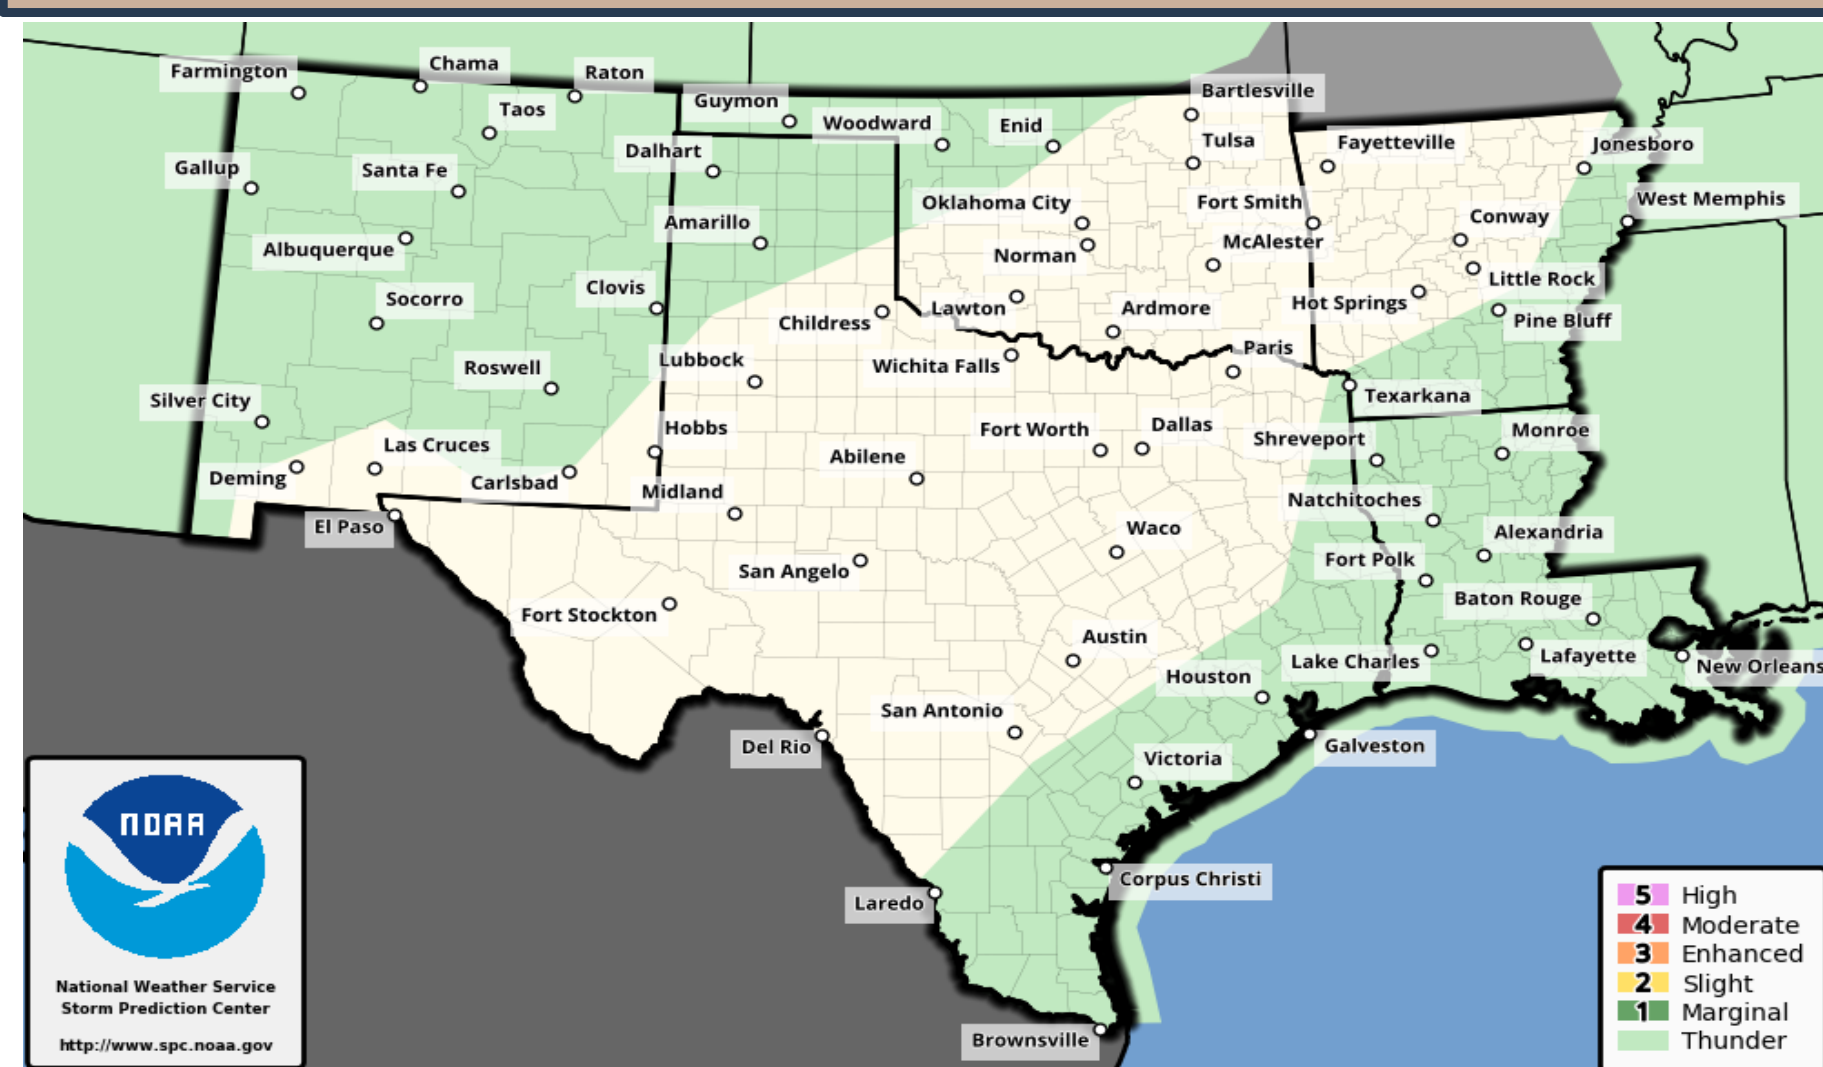 Chama
Farmington
Raton
Guymon
Bartlesville
Taos
Woodward
Enid
Tulsa
Fayetteville
Jonesboro
Dalhart
Gallup
Santa Fe
Oklahoma City
Fort Smith
West Memphis
Conway
Amarillo
McAlester
Albuquerque
Norman
Little Rock
Clovis
Socorro
Hot Springs
Lawton
Ardmore
Childress
Pine Bluff
Paris
Lubbock
Wichita Falls
Roswell
Texarkana
Silver City
Hobbs
Fort Worth
Dallas
Monroe
Shreveport
Las Cruces
Abilene
Deming
Carlsbad
Midland
Natchitoches
El Paso
Waco
Alexandria
Fort Polk
San Angelo
Baton Rouge
Fort Stockton
Austin
Lake Charles
Lafayette
New Orleans
Houston
San Antonio
Del Rio
Galveston
Victoria
Corpus Christi
Laredo
Brownsville
NOAA
National Weather Service
Storm Prediction Center
http://www.spc.noaa.gov
5 High
4 Moderate
3 Enhanced
2 Slight
1 Marginal
Thunder